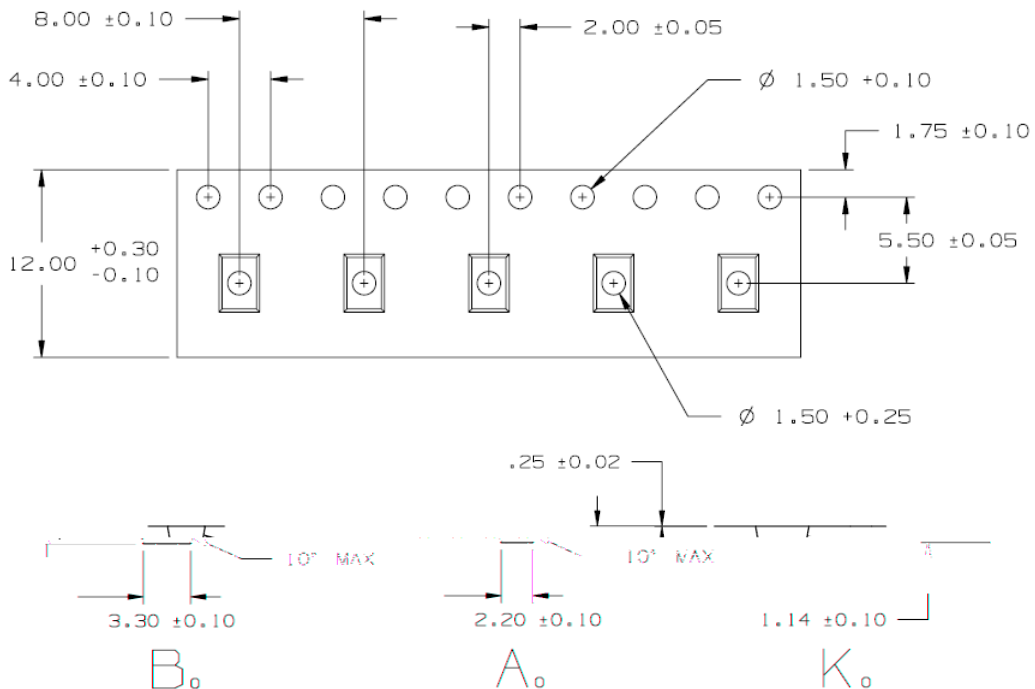 8.00 ±0.10
2.00 ±0.05
4.00 ±0.10
Ø 1.50 +0.10
1.75 ±0.10
12.00 +0.30 -0.10
5.50 ±0.05
Ø 1.50 +0.25
.25 ±0.02
10° MAX
10° MAX
3.30 ±0.10
2.20 ±0.10
1.14 ±0.10
B₀
A₀
K₀